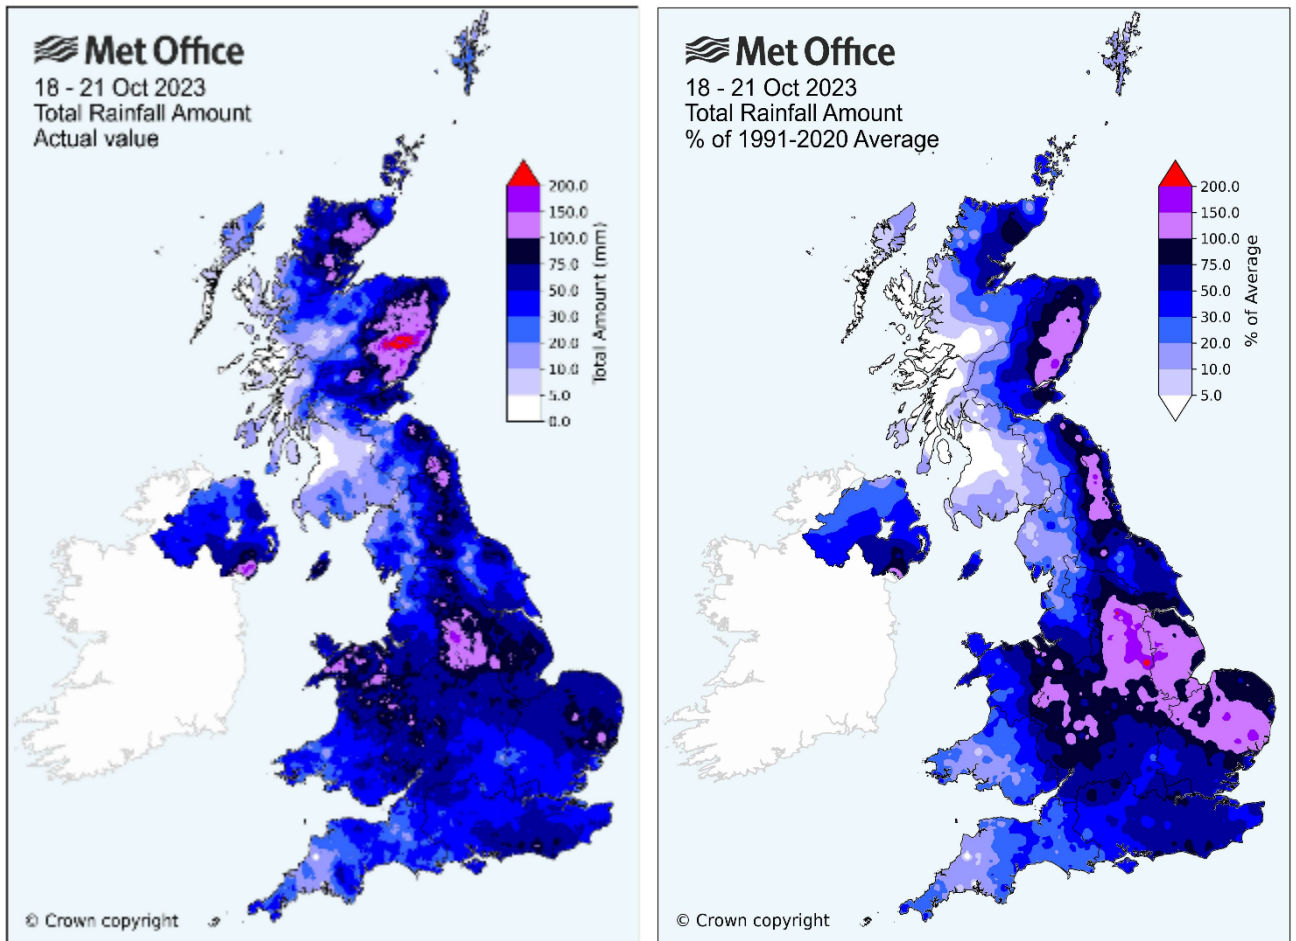 Met Office
18 - 21 Oct 2023
Total Rainfall Amount
Actual value
200.0
150.0
100.0
75.0
50.0
30.0
20.0
10.0
5.0
0.0
Total Amount (mm)
© Crown copyright
Met Office
18 - 21 Oct 2023
Total Rainfall Amount
% of 1991-2020 Average
200.0
150.0
100.0
75.0
50.0
30.0
20.0
10.0
5.0
% of Average
© Crown copyright